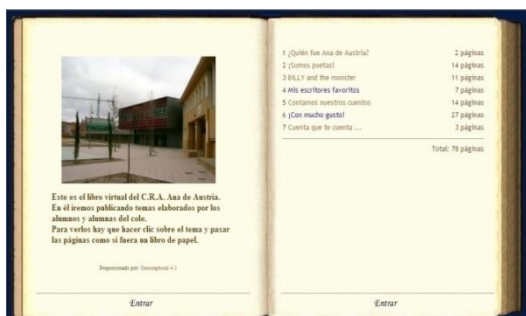 Este es el libro virtual del C.R.A. Ana de Austria.
En él iremos publicando temas elaborados por los
alumnos y alumnas del cole.
Para verlos hay que hacer clic sobre el tema y pasar
las páginas como si fuera un libro de papel.
Proporcionado por
Entrar
1 ¿Quién fue Ana de Austria? 2 páginas
2 ¡Somos poetas! 14 páginas
3 BILLY and the monster 11 páginas
4 Mis escritores favoritos 7 páginas
5 Contamos nuestros cuentos 14 páginas
6 ¡Con mucho gusto! 27 páginas
7 Cuenta que te cuenta ... 3 páginas
Total: 78 páginas
Entrar